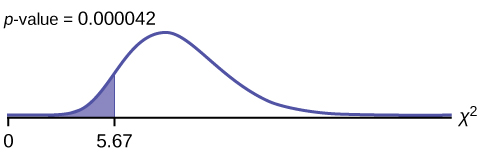 p-value = 0.000042
χ²
0 5.67